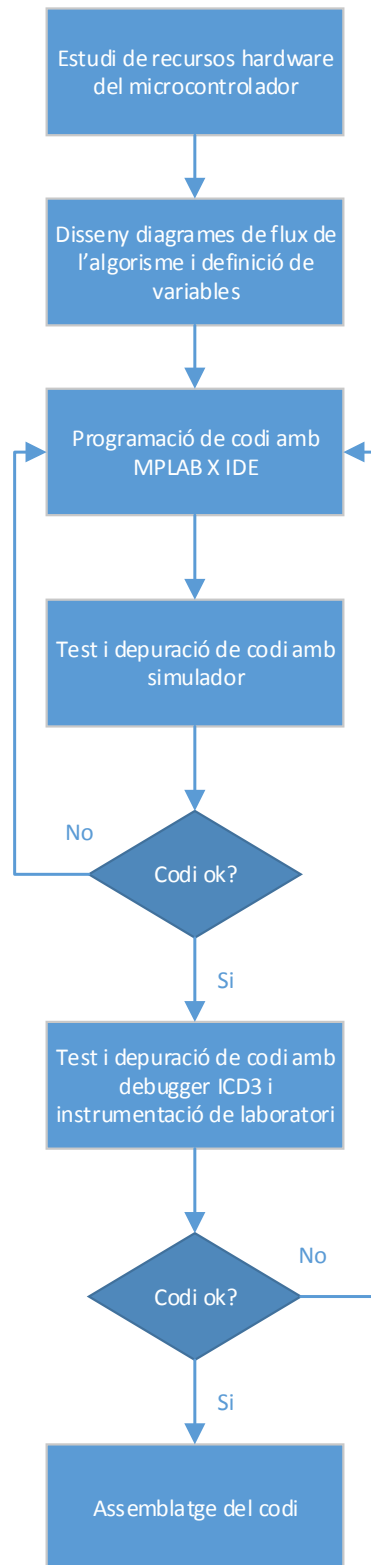 Estudi de recursos hardware
del microcontrolador
Disseny diagrames de flux de
l'algorisme i definició de
variables
Programació de codi amb
MPLAB X IDE
Test i depuració de codi amb
simulador
No
Codi ok?
Si
Test i depuració de codi amb
debugger ICD3 i
instrumentació de laboratori
No
Codi ok?
Si
Assemblatge del codi